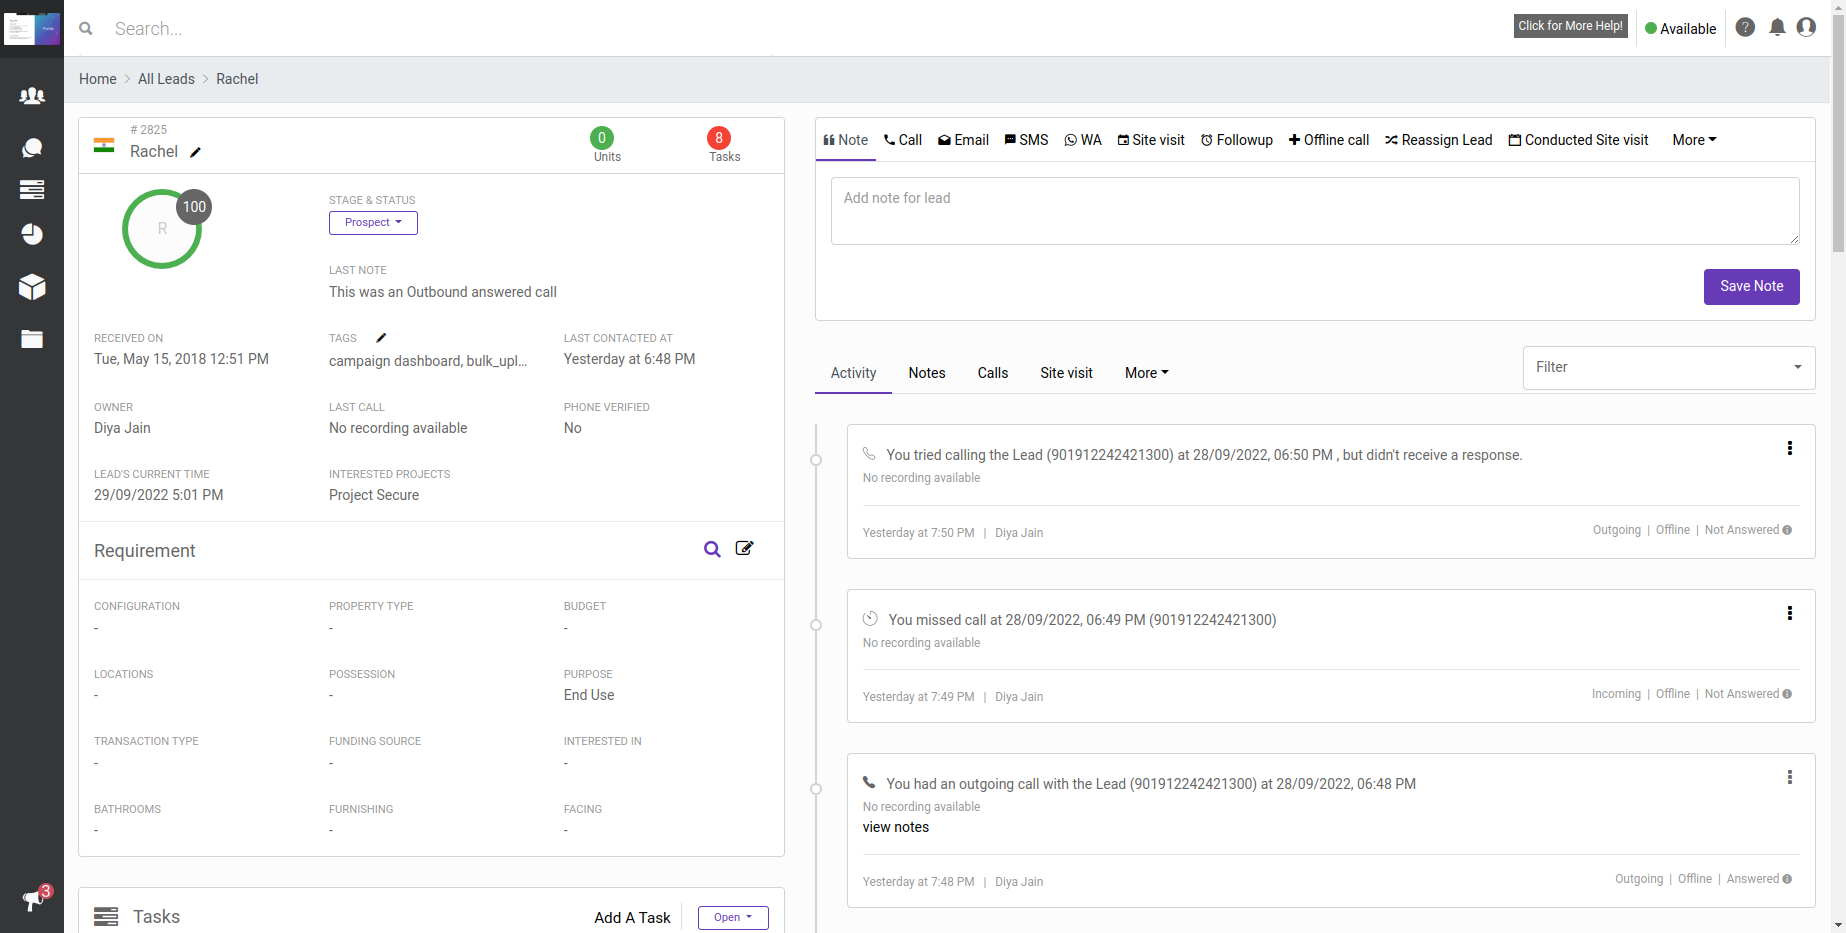 Search...
Click for More Help!
Available
Home > All Leads > Rachel
# 2825
Rachel
0
Units
8
Tasks
R
100
STAGE & STATUS
Prospect
LAST NOTE
This was an Outbound answered call
RECEIVED ON
Tue, May 15, 2018 12:51 PM
TAGS
campaign dashboard, bulk_upl...
LAST CONTACTED AT
Yesterday at 6:48 PM
OWNER
Diya Jain
LAST CALL
No recording available
PHONE VERIFIED
No
LEAD'S CURRENT TIME
29/09/2022 5:01 PM
INTERESTED PROJECTS
Project Secure
Requirement
CONFIGURATION
-
PROPERTY TYPE
-
BUDGET
-
LOCATIONS
-
POSSESSION
-
PURPOSE
End Use
TRANSACTION TYPE
-
FUNDING SOURCE
-
INTERESTED IN
-
BATHROOMS
-
FURNISHING
-
FACING
-
Tasks
Add A Task
Open
3
Note Call Email SMS WA Site visit Followup Offline call Reassign Lead Conducted Site visit More
Add note for lead
Save Note
Activity Notes Calls Site visit More
Filter
You tried calling the Lead (901912242421300) at 28/09/2022, 06:50 PM , but didn't receive a response.
No recording available
Yesterday at 7:50 PM | Diya Jain
Outgoing | Offline | Not Answered
You missed call at 28/09/2022, 06:49 PM (901912242421300)
No recording available
Yesterday at 7:49 PM | Diya Jain
Incoming | Offline | Not Answered
You had an outgoing call with the Lead (901912242421300) at 28/09/2022, 06:48 PM
No recording available
view notes
Yesterday at 7:48 PM | Diya Jain
Outgoing | Offline | Answered